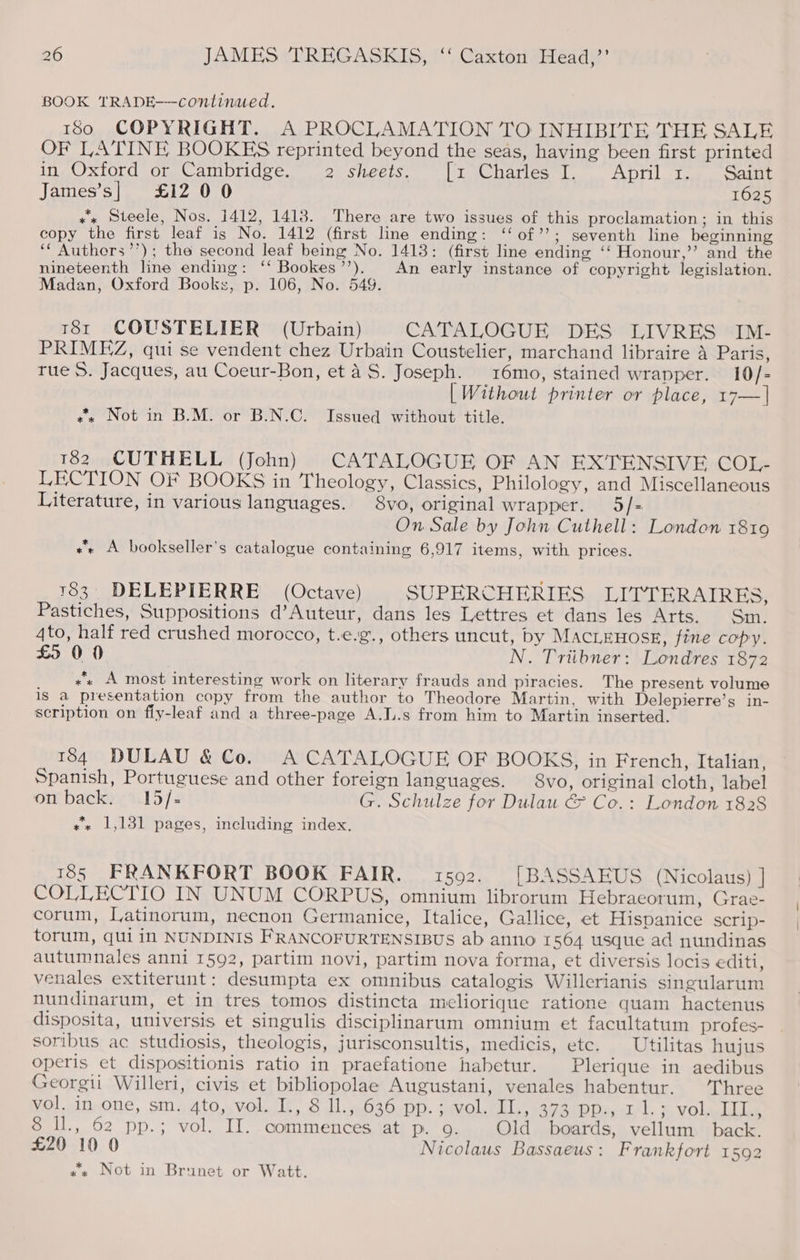 26 JAMES TREGASKIS, ‘‘ Caxton Head,’’
BOOK TRADE—continued.
180 COPYRIGHT. A PROCLAMATION TO INHIBITE THE SALE
OF LATINE BOOKES reprinted beyond the seas, having been first printed
in Oxford or Cambridge. 2 sheets. [1 Charles I. April 1. Saint
James’s] £12 0 0 1625
*** Steele, Nos. 1412, 1413. There are two issues of this proclamation; in this
copy the first leaf is No. 1412 (first line ending: ‘‘ of’’; seventh line beginning
‘‘ Authers’’); the second leaf being No. 1413: (first line ending ‘‘ Honour,’’ and the
nineteenth line ending: ‘‘ Bookes’’). An early instance of copyright legislation.
Madan, Oxford Books, p. 106, No. 549.
181 COUSTELIER (Urbain) CATALOGUE DES LIVRES IM-
PRIMEZ, qui se vendent chez Urbain Coustelier, marchand libraire à Paris,
rue S. Jacques, au Coeur-Bon, et à S. Joseph. 16mo, stained wrapper. 10/-
[Without printer or place, 17—]
*** Not in B.M. or B.N.C. Issued without title.
182 CUTHELL (John) CATALOGUE OF AN EXTENSIVE COL-
LECTION OF BOOKS in Theology, Classics, Philology, and Miscellaneous
Literature, in various languages. 8vo, original wrapper. 5/-
On Sale by John Cuthell: London 1819
*** A bookseller’s catalogue containing 6,917 items, with prices.
183 DELEPIERRE (Octave) SUPERCHERIES LITTERAIRES,
Pastiches, Suppositions d’Auteur, dans les Lettres et dans les Arts. Sm.
4to, half red crushed morocco, t.e.g., others uncut, by MACLEHOSE, fine copy.
£5 0 0 N. Trübner: Londres 1872
*** A most interesting work on literary frauds and piracies. The present volume
is a presentation copy from the author to Theodore Martin, with Delepierre’s in-
scription on fly-leaf and a three-page A.L.s from him to Martin inserted.
184 DULAU & Co. A CATALOGUE OF BOOKS, in French, Italian,
Spanish, Portuguese and other foreign languages. 8vo, original cloth, label
on back. 15/- G. Schulze for Dulau & Co.: London 1828
*** 1,131 pages, including index.
185 FRANKFORT BOOK FAIR. 1592. [BASSAEUS (Nicolaus)]
COLLECTIO IN UNUM CORPUS, omnium librorum Hebraeorum, Grae-
corum, Latinorum, necnon Germanice, Italice, Gallice, et Hispanice scrip-
torum, qui in NUNDINIS FRANCOFURTENSIBUS ab anno 1564 usque ad nundinas
autumnales anni 1592, partim novi, partim nova forma, et diversis locis editi,
venales extiterunt: desumpta ex omnibus catalogis Willerianis singularum
nundinarum, et in tres tomos distincta meliorique ratione quam hactenus
disposita, universis et singulis disciplinarum omnium et facultatum profes-
soribus ac studiosis, theologis, jurisconsultis, medicis, etc. Utilitas hujus
operis et dispositionis ratio in praefatione habetur. Plerique in aedibus
Georgii Willeri, civis et bibliopolae Augustani, venales habentur. Three
vol. in one, sm. 4to, vol. I., 8 ll., 636 pp.; vol. II., 373 pp., 1 l.; vol. III.,
8 ll., 62 pp.; vol. II. commences at p. 9. Old boards, vellum back.
£20 10 0 Nicolaus Bassaeus: Frankfort 1592
*** Not in Brunet or Watt.